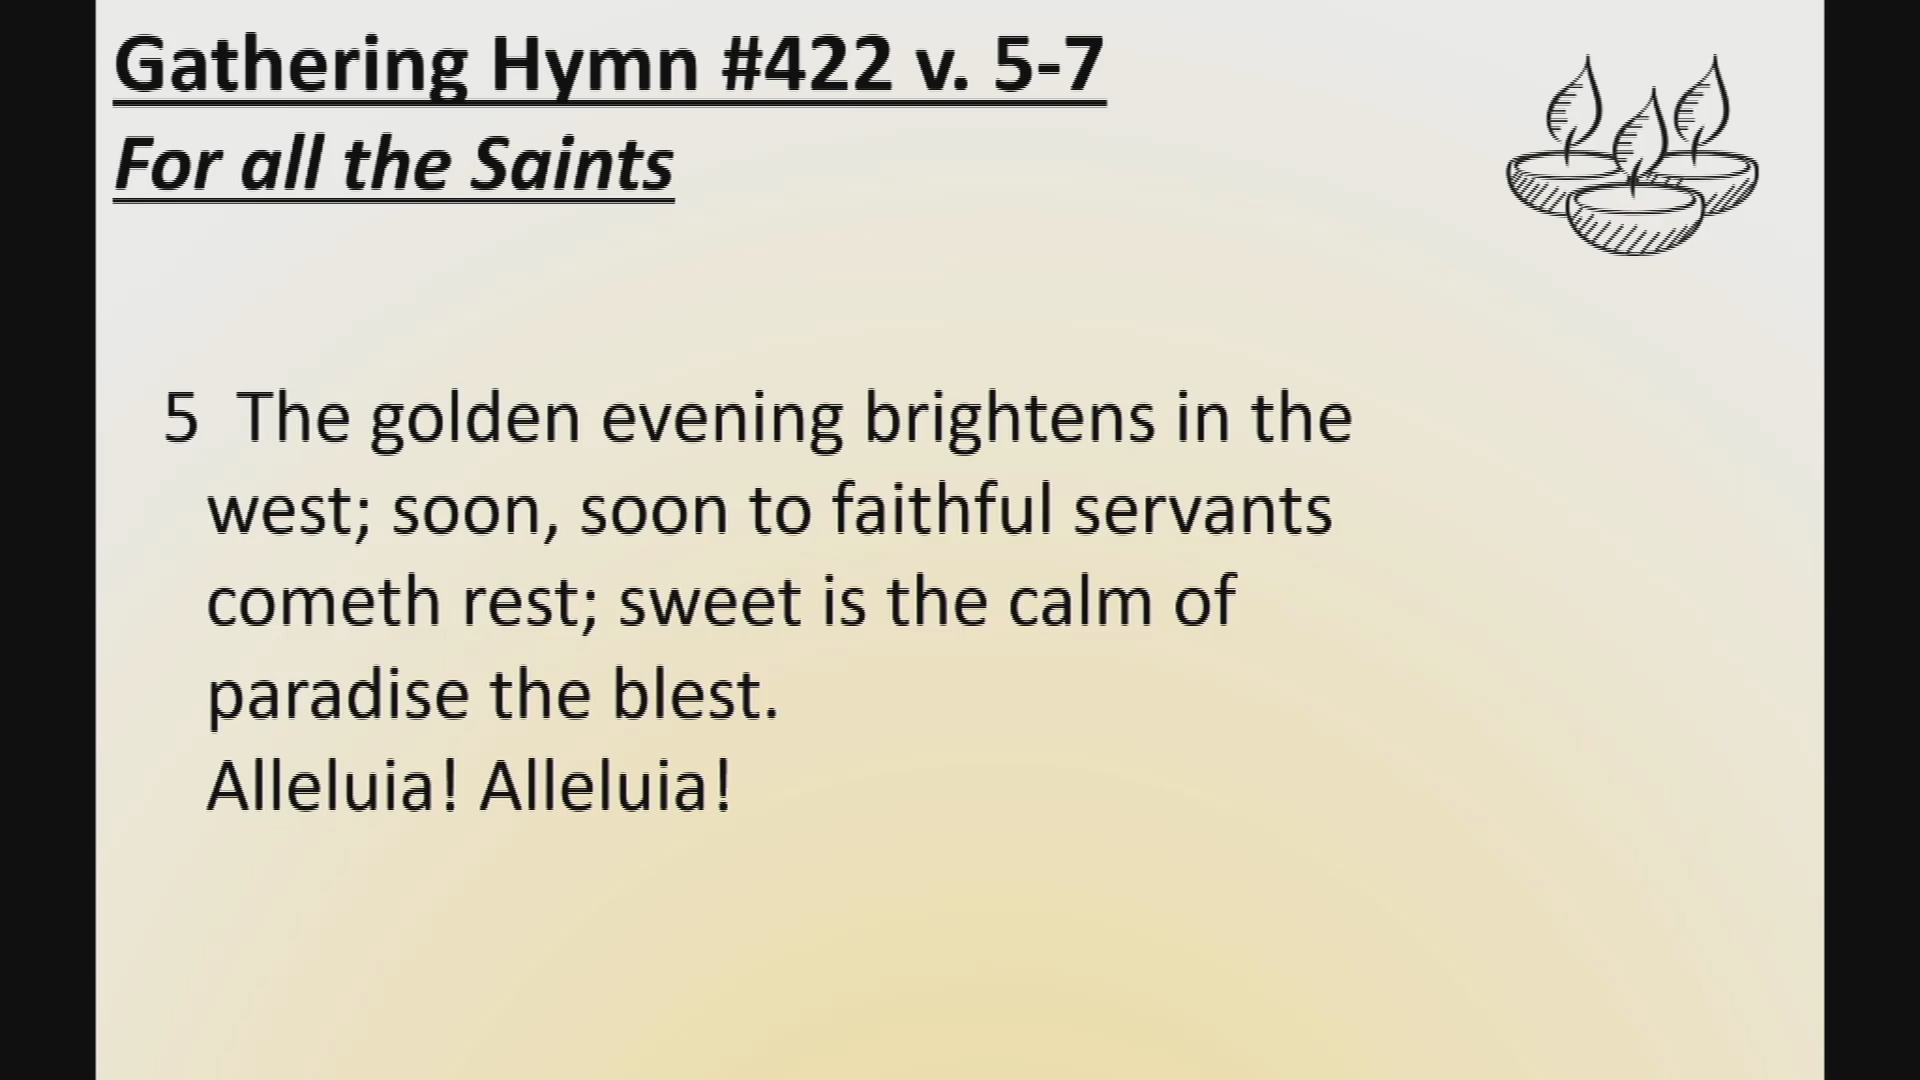 Gathering Hymn #422 v. 5-7
For all the Saints
5 The golden evening brightens in the
west; soon, soon to faithful servants
cometh rest; sweet is the calm of
paradise the blest.
Alleluia! Alleluia!